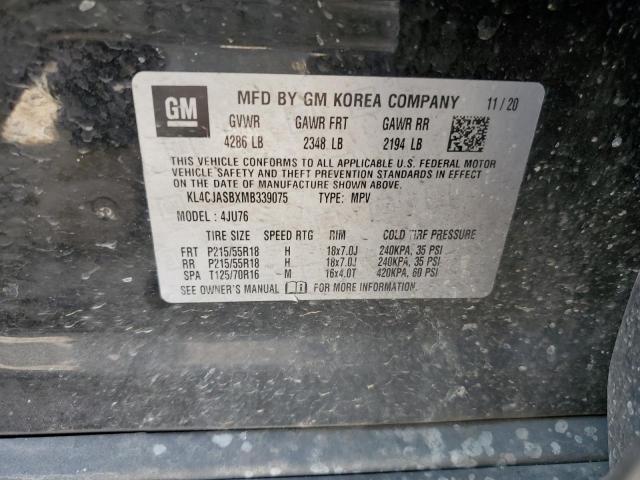 GM
MFD BY GM KOREA COMPANY 11/20
GVWR GAWR FRT GAWR RR
4286 LB 2348 LB 2194 LB
THIS VEHICLE CONFORMS TO ALL APPLICABLE U.S. FEDERAL MOTOR
VEHICLE SAFETY AND THEFT PREVENTION STANDARDS IN EFFECT
ON THE DATE OF MANUFACTURE SHOWN ABOVE.
KL4CJASBXMB339075 TYPE: MPV
MODEL: 4JU76
TIRE SIZE SPEED RTG RIM COLD TIRE PRESSURE
FRT P215/55R18 H 18x7.0J 240KPA, 35 PSI
RR P215/55R18 H 18x7.0J 240KPA, 35 PSI
SPA T125/70R16 M 16x4.0T 420KPA, 60 PSI
SEE OWNER'S MANUAL FOR MORE INFORMATION.